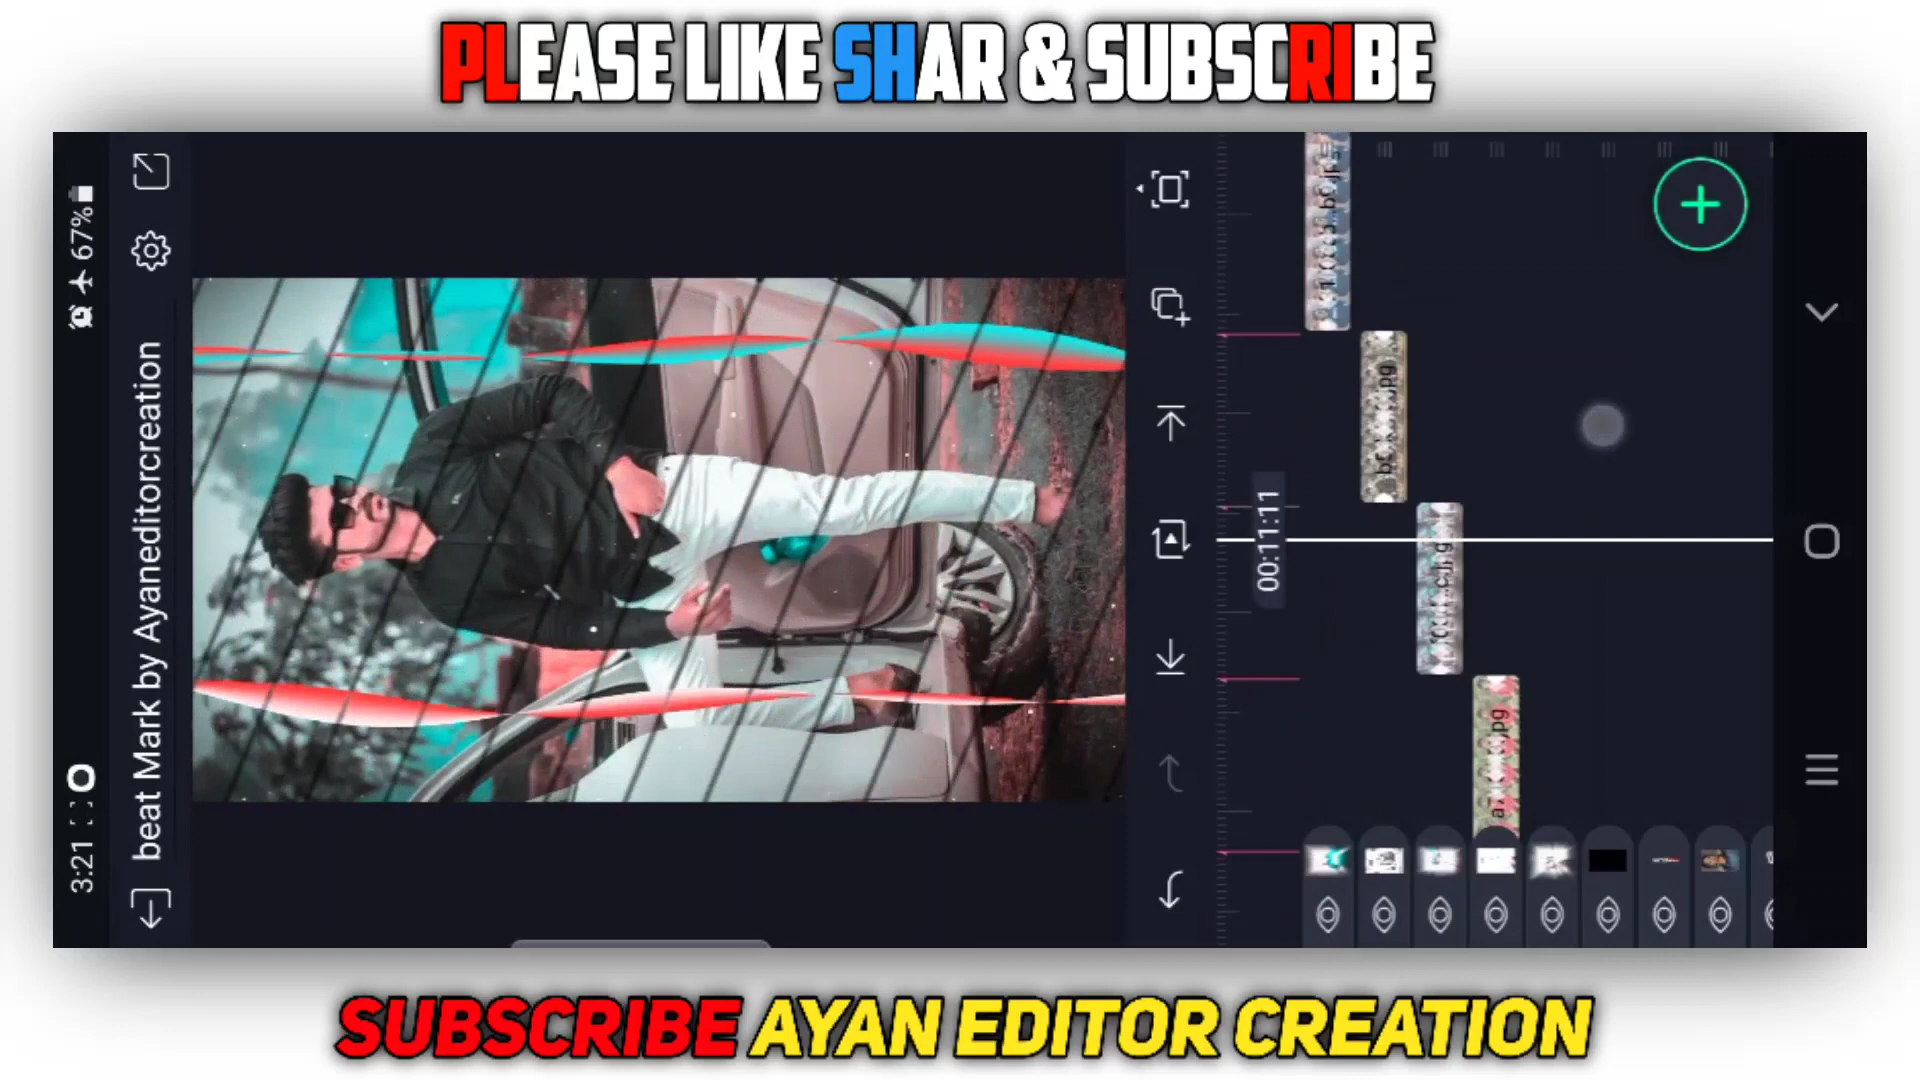 PLEASE LIKE SHAR & SUBSCRIBE
3:21
67%
beat Mark by Ayaneditorcreation
00:11:11
SUBSCRIBE AYAN EDITOR CREATION